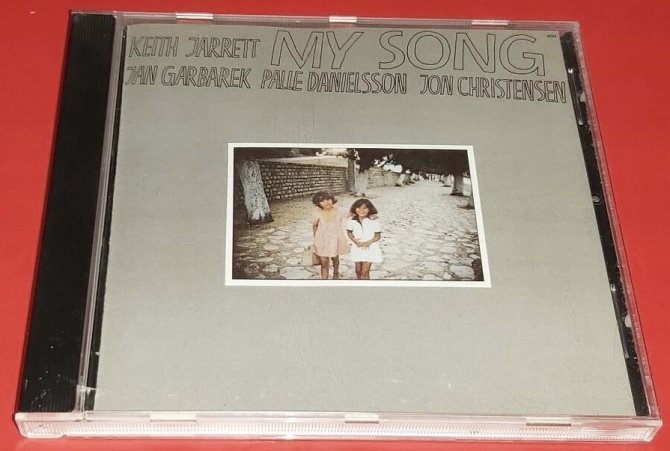 KEITH JARRETT MY SONG
JAN GARBAREK PALLE DANIELSSON JON CHRISTENSEN